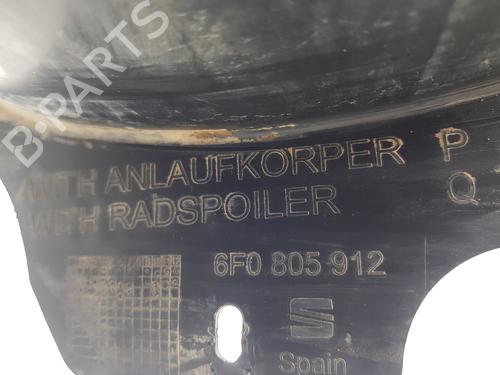 B-PARTS
WITH ANLAUFKORPER P
WITH RADSPOILER Q
6F0 805 912
Spain